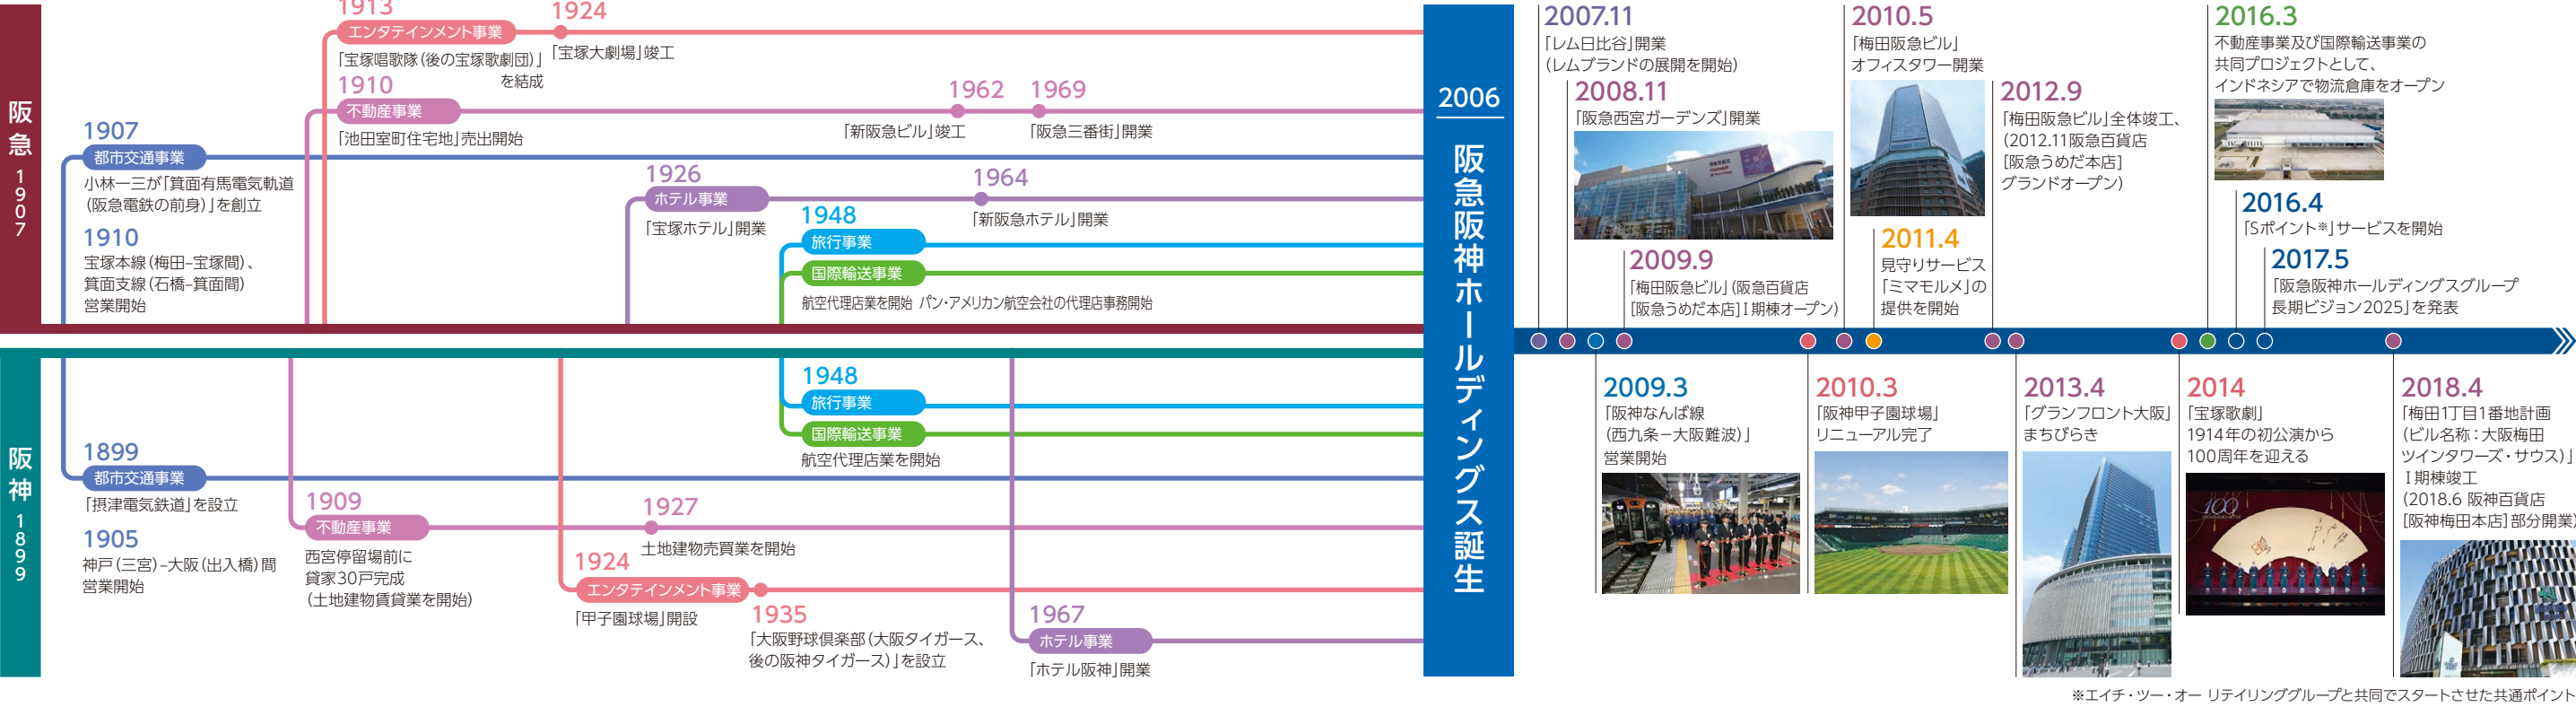 阪急 1907
1913
エンタテインメント事業
「宝塚唱歌隊（後の宝塚歌劇団）」
を結成
1924
「宝塚大劇場」竣工
1910
不動産事業
「池田室町住宅地」売出開始
1962
「新阪急ビル」竣工
1969
「阪急三番街」開業
1907
都市交通事業
小林一三が「箕面有馬電気軌道
（阪急電鉄の前身）」を創立
1910
宝塚本線（梅田–宝塚間）、
箕面支線（石橋–箕面間）
営業開始
1926
ホテル事業
「宝塚ホテル」開業
1964
「新阪急ホテル」開業
1948
旅行事業
国際輸送事業
航空代理店業を開始 パン・アメリカン航空会社の代理店事務開始
阪神 1899
1948
旅行事業
国際輸送事業
航空代理店業を開始
1899
都市交通事業
「摂津電気鉄道」を設立
1905
神戸（三宮）–大阪（出入橋）間
営業開始
1909
不動産事業
西宮停留場前に
貸家30戸完成
（土地建物賃貸業を開始）
1927
土地建物売買業を開始
1924
エンタテインメント事業
「甲子園球場」開設
1935
「大阪野球倶楽部（大阪タイガース、
後の阪神タイガース）」を設立
1967
ホテル事業
「ホテル阪神」開業
2006
阪急阪神ホールディングス誕生
2007.11
「レム日比谷」開業
（レムブランドの展開を開始）
2008.11
「阪急西宮ガーデンズ」開業
2009.9
「梅田阪急ビル」（阪急百貨店
［阪急うめだ本店］Ⅰ期棟オープン）
2010.5
「梅田阪急ビル」
オフィスタワー開業
2011.4
見守りサービス
「ミマモルメ」の
提供を開始
2012.9
「梅田阪急ビル」全体竣工、
（2012.11阪急百貨店
［阪急うめだ本店］
グランドオープン）
2016.3
不動産事業及び国際輸送事業の
共同プロジェクトとして、
インドネシアで物流倉庫をオープン
2016.4
「Sポイント※」サービスを開始
2017.5
「阪急阪神ホールディングスグループ
長期ビジョン2025」を発表
2009.3
「阪神なんば線
（西九条−大阪難波）」
営業開始
2010.3
「阪神甲子園球場」
リニューアル完了
2013.4
「グランフロント大阪」
まちびらき
2014
「宝塚歌劇」
1914年の初公演から
100周年を迎える
100
2018.4
「梅田1丁目1番地計画
（ビル名称：大阪梅田
ツインタワーズ・サウス）」
Ⅰ期棟竣工
（2018.6 阪神百貨店
［阪神梅田本店］部分開業）
※エイチ・ツー・オー リテイリンググループと共同でスタートさせた共通ポイント